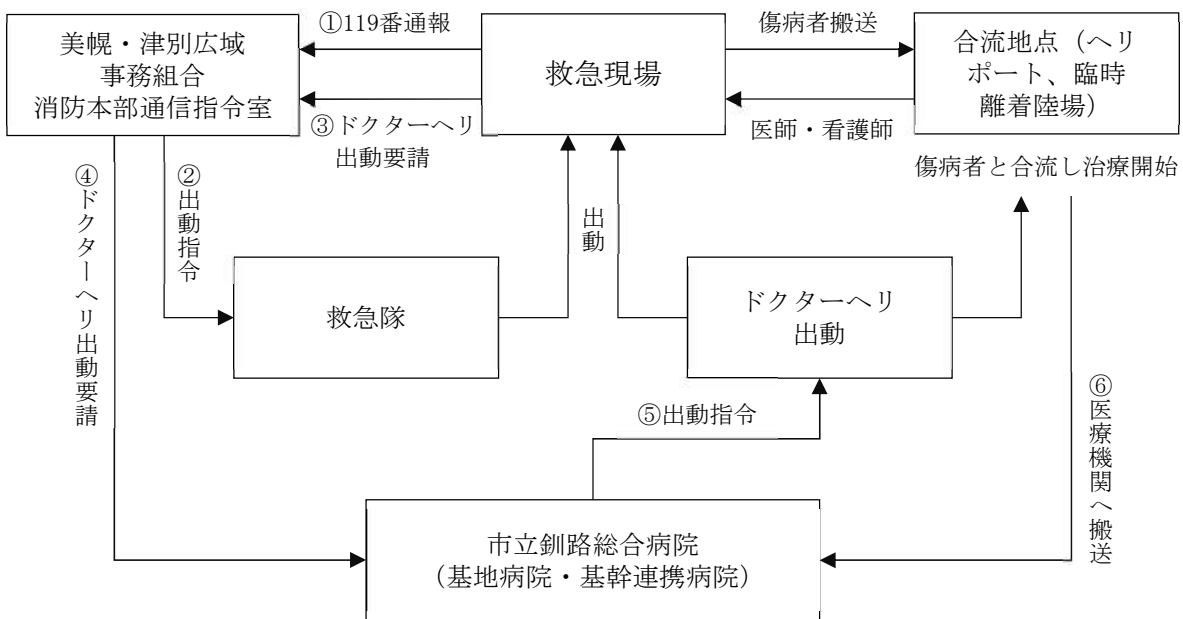 ①119番通報
傷病者搬送
美幌・津別広域
事務組合
消防本部通信指令室
救急現場
合流地点（ヘリ
ポート、臨時
離着陸場）
③ドクターヘリ
出動要請
医師・看護師
傷病者と合流し治療開始
④ドクターヘリ出動要請
②出動指令
出動
救急隊
ドクターヘリ
出動
⑤出動指令
⑥医療機関へ搬送
市立釧路総合病院
（基地病院・基幹連携病院）